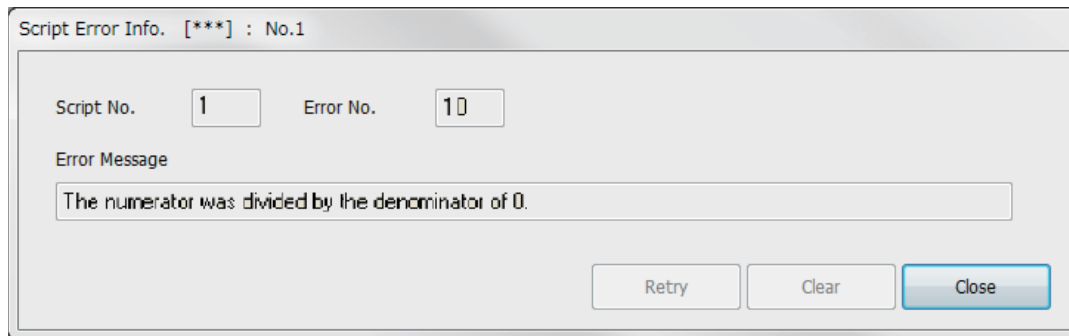 Script Error Info. [***] : No.1
Script No. 1 Error No. 10
Error Message
The numerator was divided by the denominator of 0.
Retry Clear Close